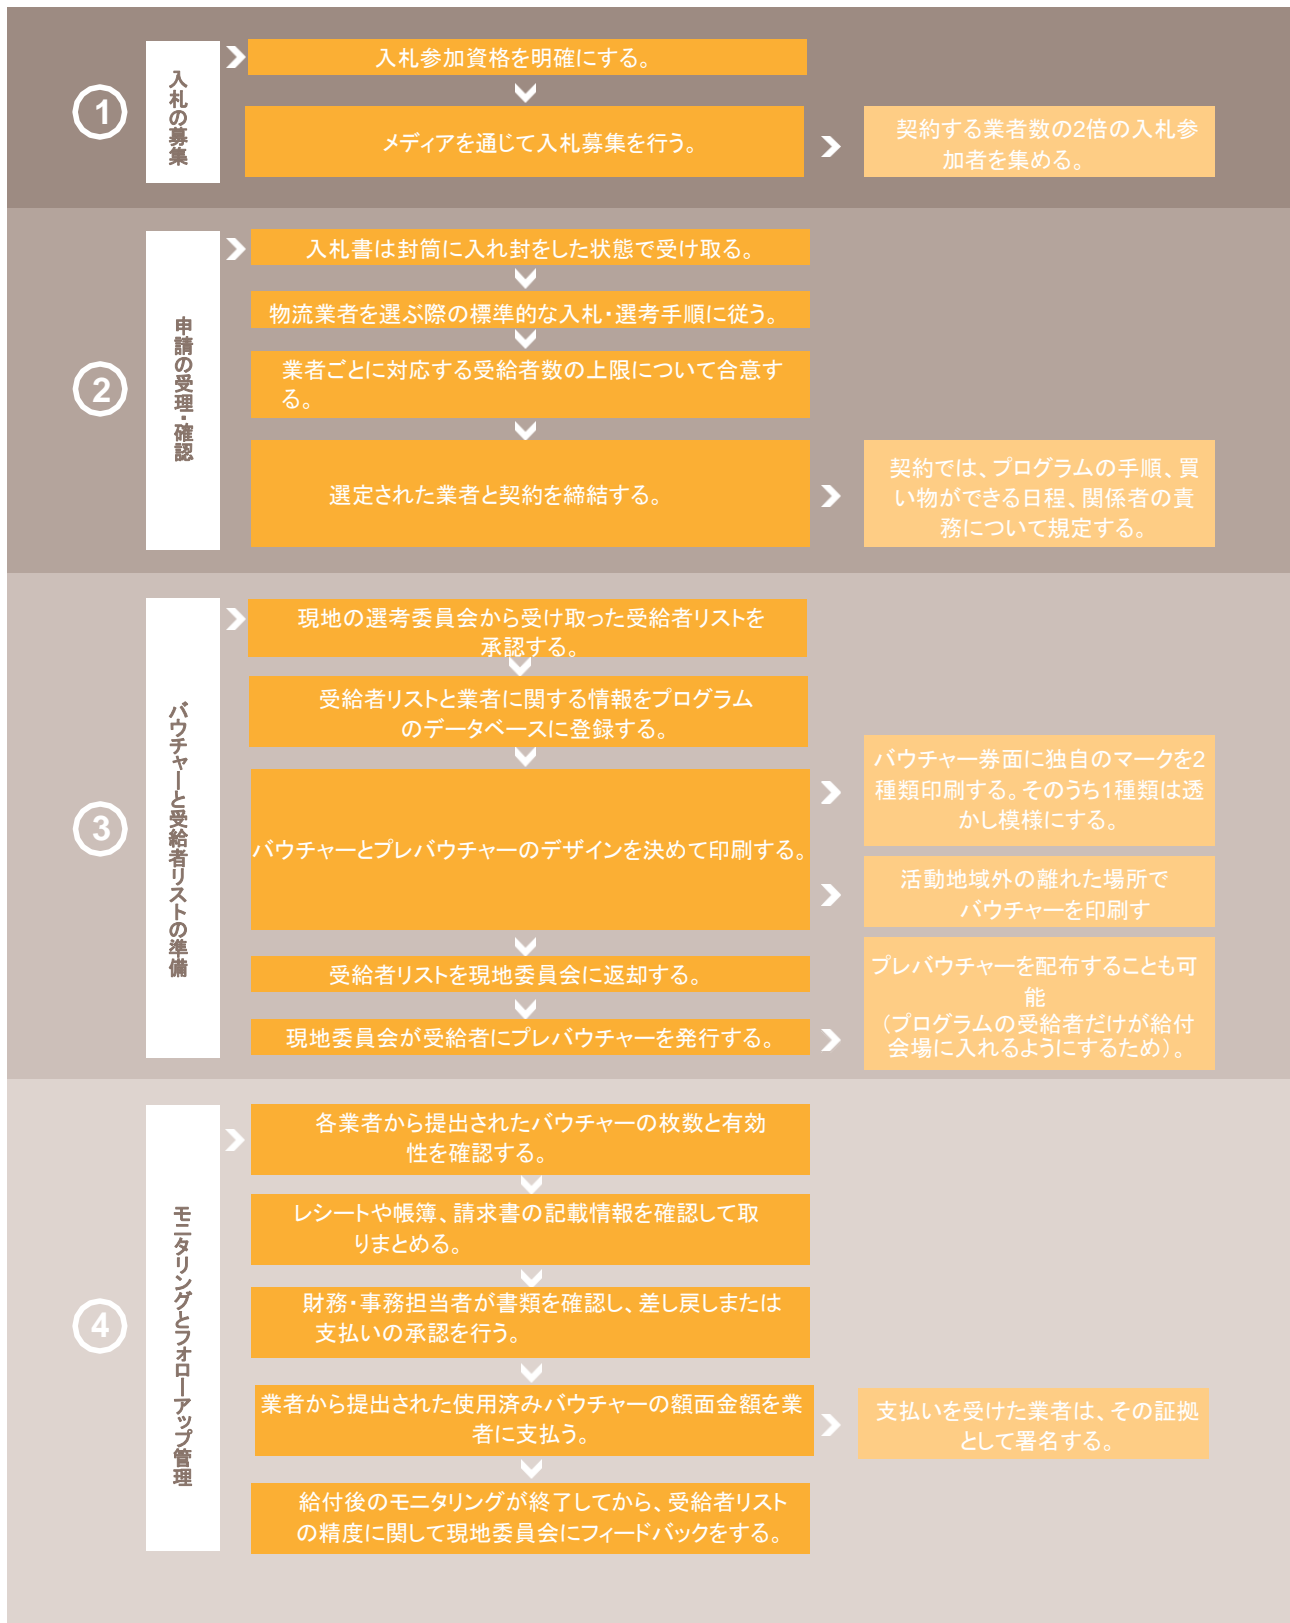 1
入札の募集
入札参加資格を明確にする。
メディアを通じて入札募集を行う。
契約する業者数の2倍の入札参
加者を集める。
2
申請の受理・確認
入札書は封筒に入れ封をした状態で受け取る。
物流業者を選ぶ際の標準的な入札・選考手順に従う。
業者ごとに対応する受給者数の上限について合意す
る。
選定された業者と契約を締結する。
契約では、プログラムの手順、買
い物ができる日程、関係者の責
務について規定する。
3
バウチャーと受給者リストの準備
現地の選考委員会から受け取った受給者リストを
承認する。
受給者リストと業者に関する情報をプログラム
のデータベースに登録する。
バウチャーとプレバウチャーのデザインを決めて印刷する。
バウチャー券面に独自のマークを2
種類印刷する。そのうち1種類は透
かし模様にする。
活動地域外の離れた場所で
バウチャーを印刷す
受給者リストを現地委員会に返却する。
現地委員会が受給者にプレバウチャーを発行する。
プレバウチャーを配布することも可
能
（プログラムの受給者だけが給付
会場に入れるようにするため）。
4
モニタリングとフォローアップ管理
各業者から提出されたバウチャーの枚数と有効
性を確認する。
レシートや帳簿、請求書の記載情報を確認して取
りまとめる。
財務・事務担当者が書類を確認し、差し戻しまたは
支払いの承認を行う。
業者から提出された使用済みバウチャーの額面金額を業
者に支払う。
支払いを受けた業者は、その証拠
として署名する。
給付後のモニタリングが終了してから、受給者リスト
の精度に関して現地委員会にフィードバックをする。